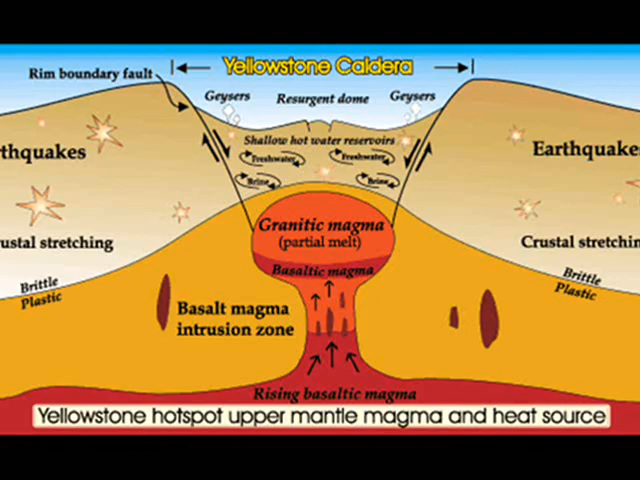 Yellowstone Caldera
Rim boundary fault
Geysers
Resurgent dome
Geysers
Shallow hot water reservoirs
Freshwater
Freshwater
Brine
Brine
rthquakes
Earthquake
Granitic magma
(partial melt)
ustal stretching
Crustal stretchin
Basaltic magma
Brittle
Plastic
Brittle
Plastic
Basalt magma
intrusion zone
Rising basaltic magma
Yellowstone hotspot upper mantle magma and heat source